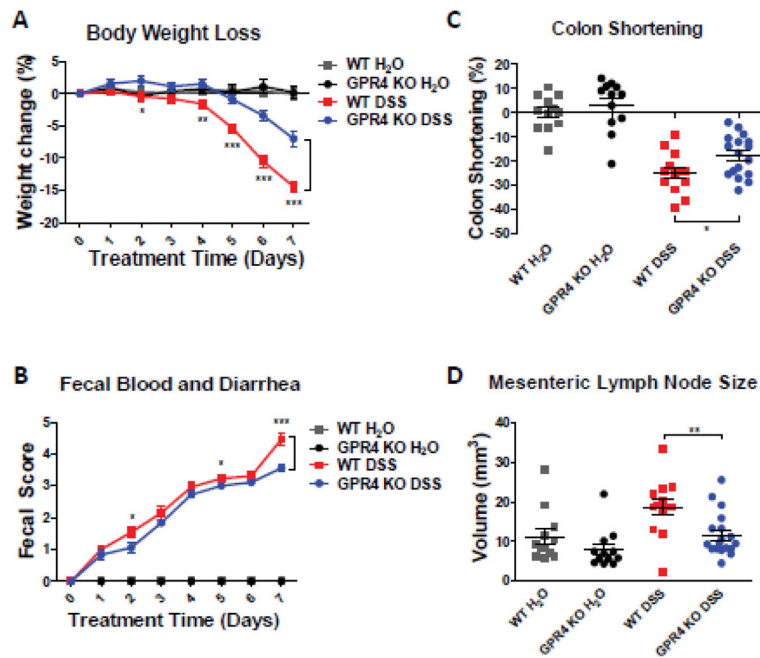 A
Body Weight Loss
Weight change (%)
10
5
0
-5
-10
-15
-20
0 1 2 3 4 5 6 7
Treatment Time (Days)
* ** *** *** ***
WT H₂O
GPR4 KO H₂O
WT DSS
GPR4 KO DSS
C
Colon Shortening
Colon Shortening (%)
20
10
0
-10
-20
-30
-40
-50
*
WT H₂O
GPR4 KO H₂O
WT DSS
GPR4 KO DSS
B
Fecal Blood and Diarrhea
Fecal Score
5
4
3
2
1
0
0 1 2 3 4 5 6 7
Treatment Time (Days)
* * ***
WT H₂O
GPR4 KO H₂O
WT DSS
GPR4 KO DSS
D
Mesenteric Lymph Node Size
Volume (mm³)
40
30
20
10
0
**
WT H₂O
GPR4 KO H₂O
WT DSS
GPR4 KO DSS